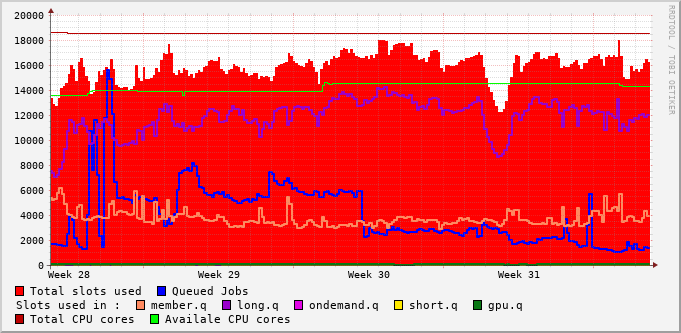 20000
18000
16000
14000
12000
10000
8000
6000
4000
2000
0
Week 28 Week 29 Week 30 Week 31
RRDTOOL / TOBI OETIKER
Total slots used Queued Jobs
Slots used in : member.q long.q ondemand.q short.q gpu.q
Total CPU cores Availale CPU cores